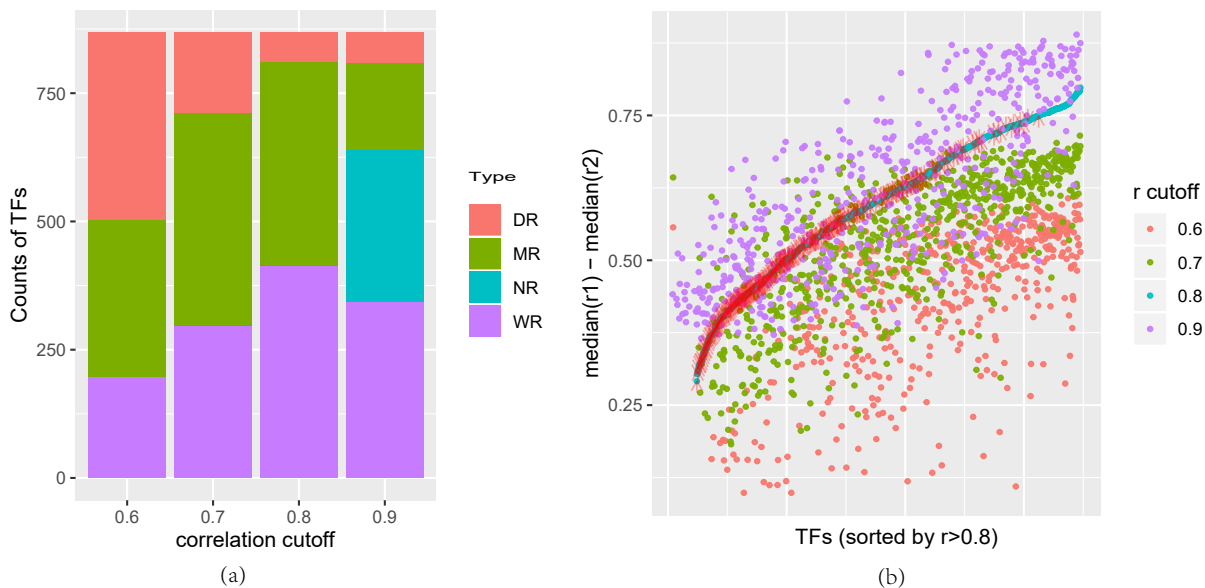 Counts of TFs
750
500
250
0
0.6
0.7
0.8
0.9
correlation cutoff
(a)
Type
DR
MR
NR
WR
median(r1) − median(r2)
0.75
0.50
0.25
TFs (sorted by r>0.8)
(b)
r cutoff
0.6
0.7
0.8
0.9